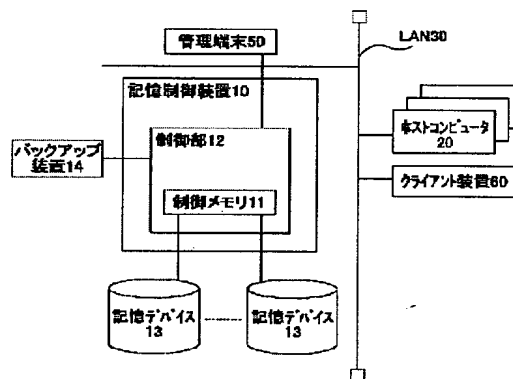 管理端末50
LAN30
記憶制御装置10
制御部12
バックアップ
装置14
ホストコンピュータ
20
クライアント装置60
制御メモリ11
記憶デバイス
13
記憶デバイス
13